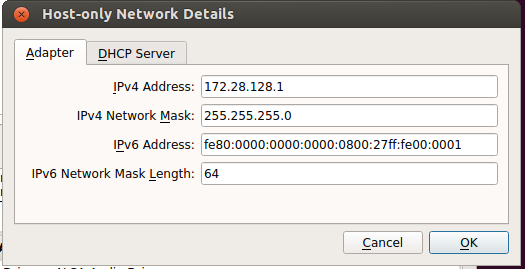 Host-only Network Details
Adapter DHCP Server
IPv4 Address: 172.28.128.1
IPv4 Network Mask: 255.255.255.0
IPv6 Address: fe80:0000:0000:0000:0800:27ff:fe00:0001
IPv6 Network Mask Length: 64
Cancel OK